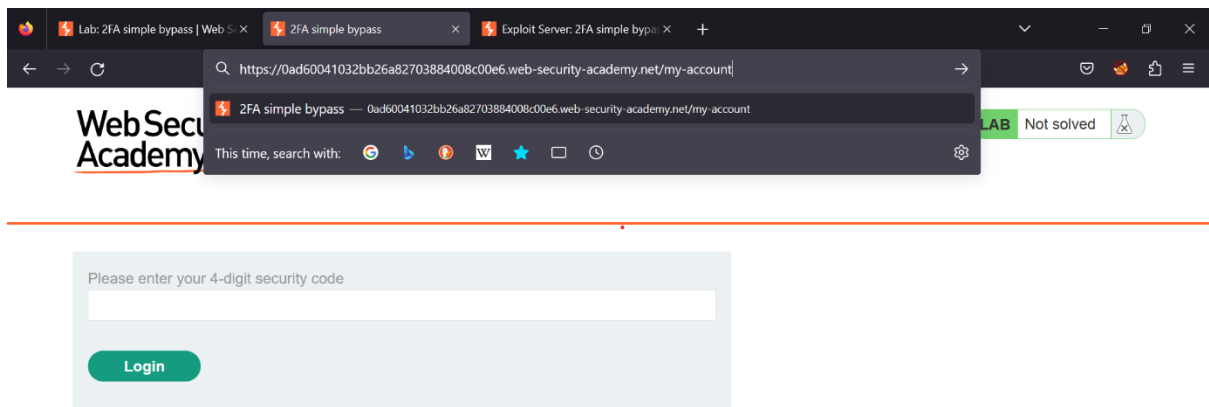 Lab: 2FA simple bypass | Web Se
2FA simple bypass
Exploit Server: 2FA simple bypas
https://0ad60041032bb26a82703884008c00e6.web-security-academy.net/my-account
2FA simple bypass — 0ad60041032bb26a82703884008c00e6.web-security-academy.net/my-account
This time, search with:
Web Secu
Academy
LAB Not solved
Please enter your 4-digit security code
Login